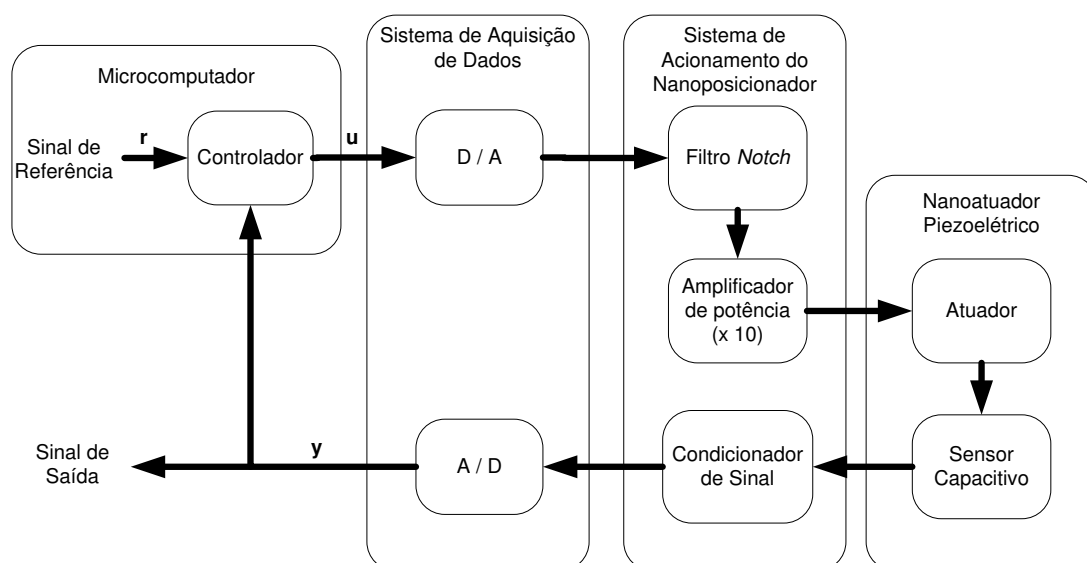 Microcomputador
Sinal de
Referência
r
Controlador
u
Sistema de Aquisição
de Dados
D / A
Sistema de
Acionamento do
Nanoposicionador
Filtro Notch
Amplificador
de potência
(x 10)
Nanoatuador
Piezoelétrico
Atuador
Sensor
Capacitivo
Condicionador
de Sinal
A / D
y
Sinal de
Saída